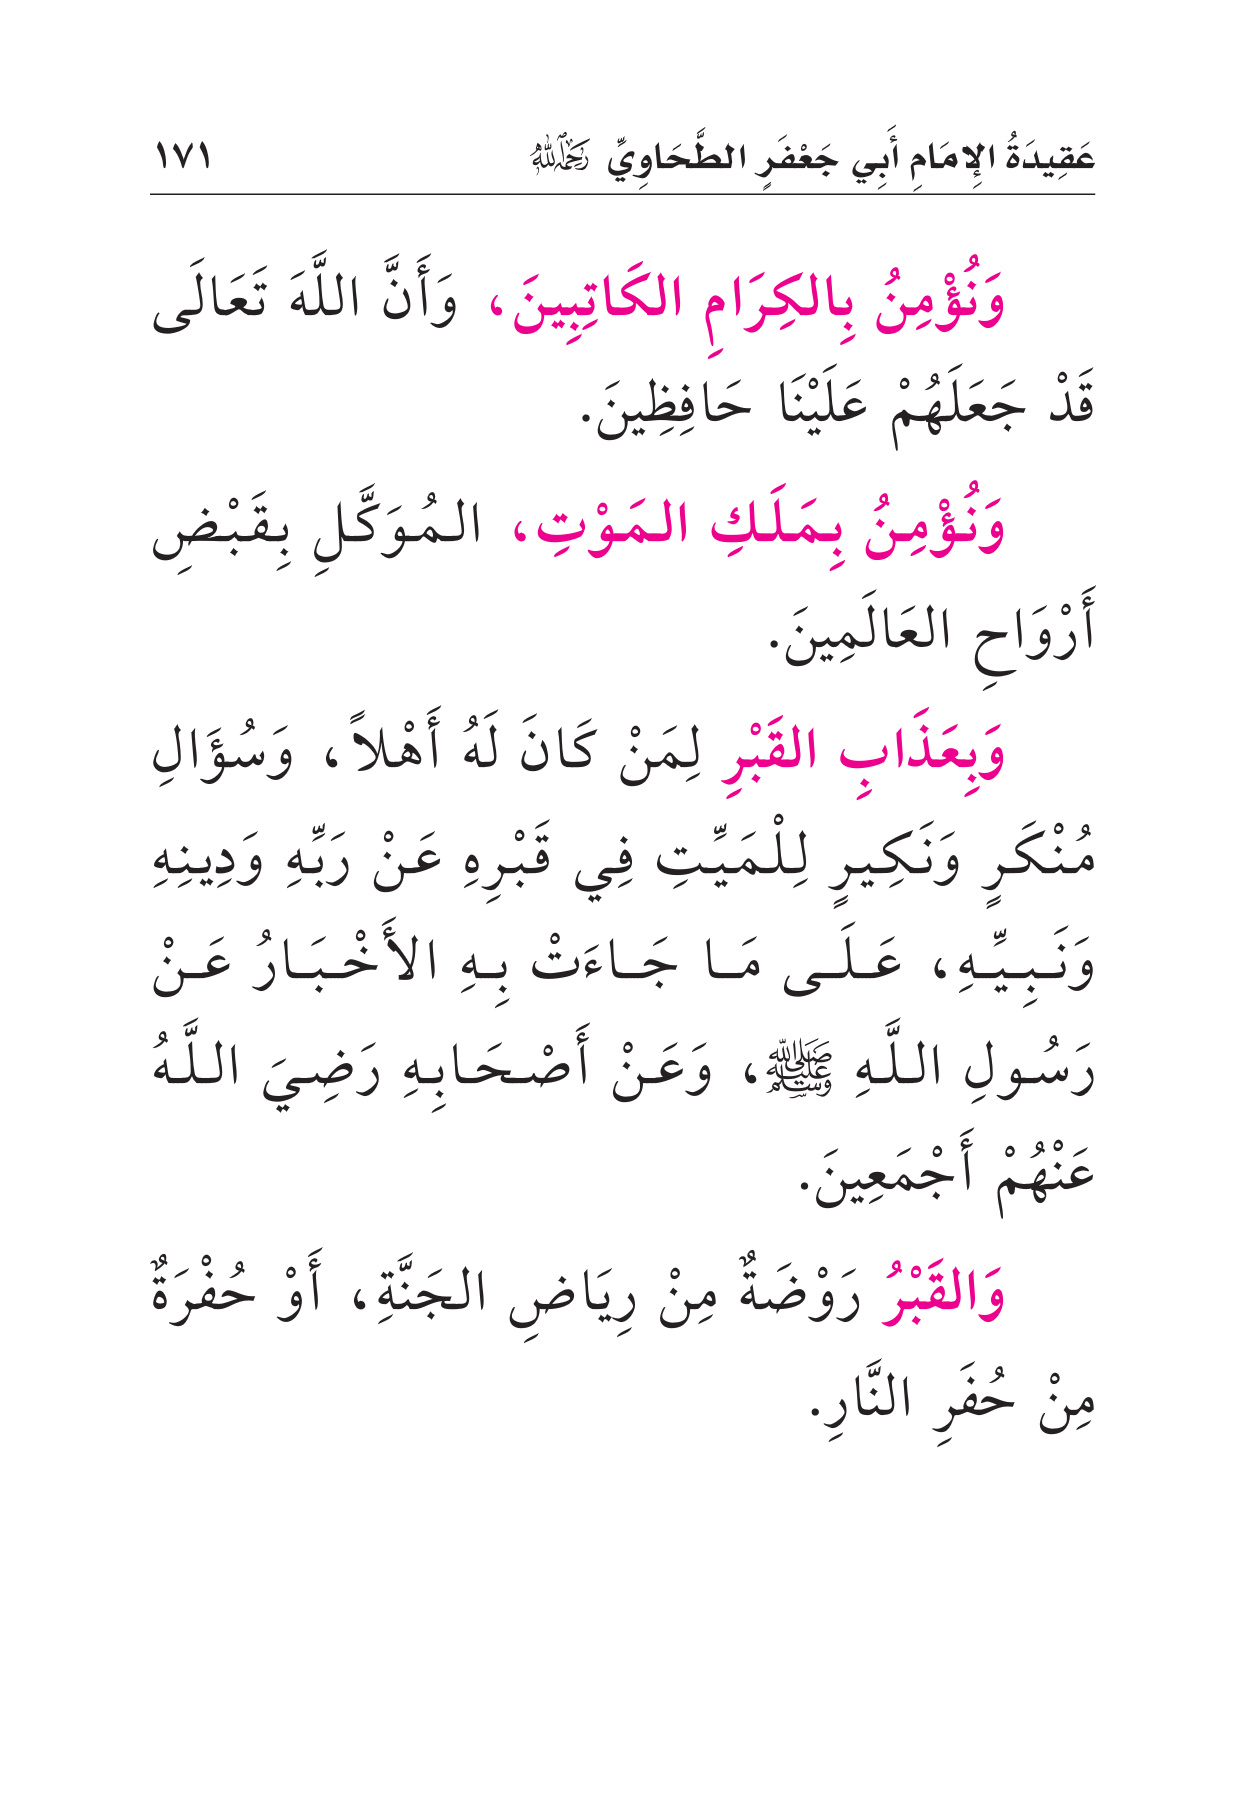 عَقِيدَةُ الإِمَامِ أَبِي جَعْفَرٍ الطَّحَاوِيِّ رَحِمَهُ اللَّهُ ١٧١
وَنُؤْمِنُ بِالكِرَامِ الكَاتِبِينَ، وَأَنَّ اللَّهَ تَعَالَى
قَدْ جَعَلَهُمْ عَلَيْنَا حَافِظِينَ.
وَنُؤْمِنُ بِمَلَكِ المَوْتِ، المُوَكَّلِ بِقَبْضِ
أَرْوَاحِ العَالَمِينَ.
وَبِعَذَابِ القَبْرِ لِمَنْ كَانَ لَهُ أَهْلاً، وَسُؤَالِ
مُنْكَرٍ وَنَكِيرٍ لِلْمَيِّتِ فِي قَبْرِهِ عَنْ رَبِّهِ وَدِينِهِ
وَنَبِيِّهِ، عَلَى مَا جَاءَتْ بِهِ الأَخْبَارُ عَنْ
رَسُولِ اللَّهِ ﷺ، وَعَنْ أَصْحَابِهِ رَضِيَ اللَّهُ
عَنْهُمْ أَجْمَعِينَ.
وَالقَبْرُ رَوْضَةٌ مِنْ رِيَاضِ الجَنَّةِ، أَوْ حُفْرَةٌ
مِنْ حُفَرِ النَّارِ.